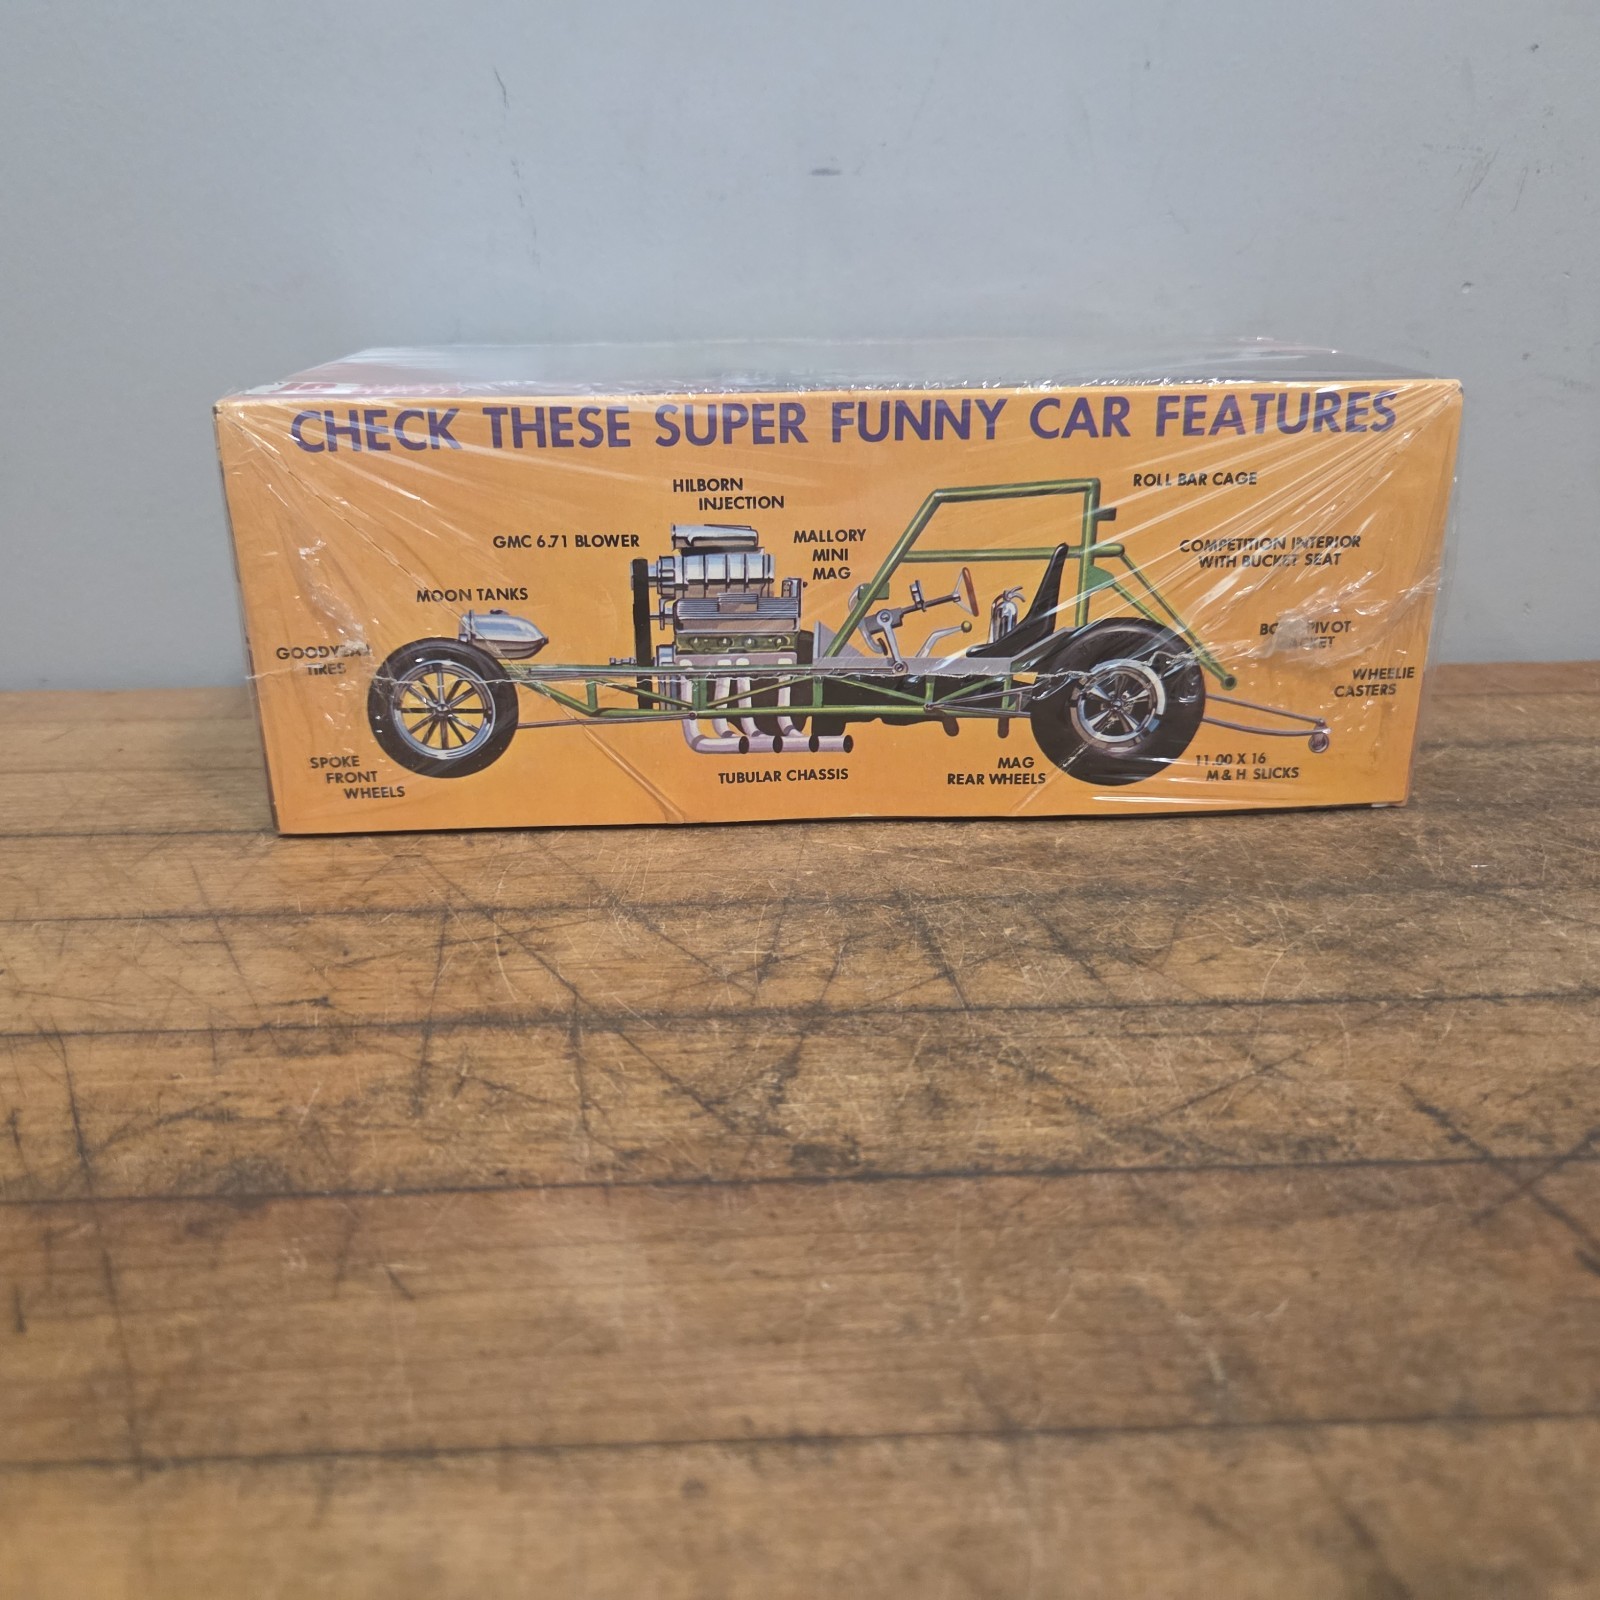 CHECK THESE SUPER FUNNY CAR FEATURES
HILBORN
INJECTION
ROLL BAR CAGE
GMC 6.71 BLOWER
MALLORY
MINI
MAG
COMPETITION INTERIOR
WITH BUCKET SEAT
MOON TANKS
GOODYEAR
TIRES
PIVOT
WHEELIE
CASTERS
SPOKE
FRONT
WHEELS
TUBULAR CHASSIS
MAG
REAR WHEELS
11.00 X 16
M & H SLICKS